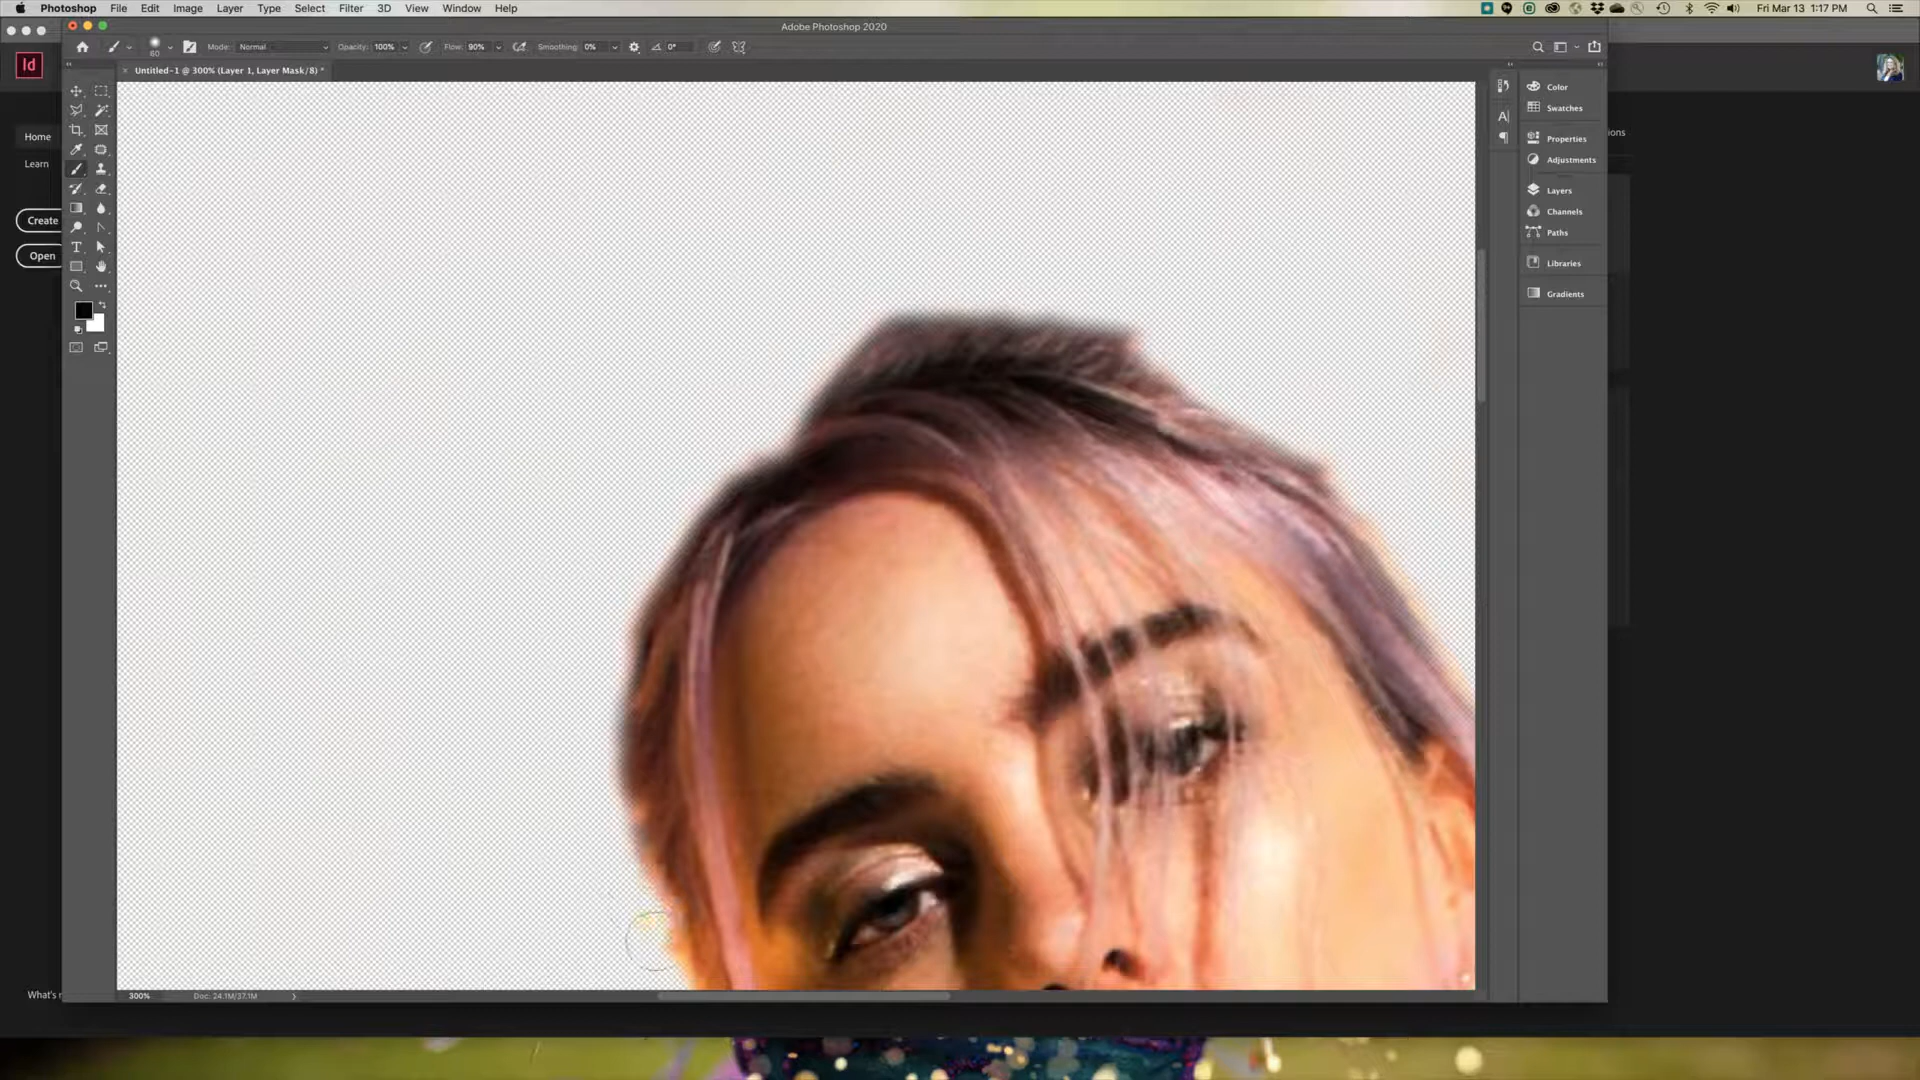 Photoshop File Edit Image Layer Type Select Filter 3D View Window Help Fri Mar 13 1:17 PM
Adobe Photoshop 2020
60 Mode: Normal Opacity: 100% Flow: 90% Smoothing: 0% 0°
Id
Untitled-1 @ 300% (Layer 1, Layer Mask/8) *
Color
Swatches
Home
ions
Properties
Learn
Adjustments
Layers
Create
Channels
Paths
Open
Libraries
Gradients
What's
300% Doc: 24.1M/37.1M